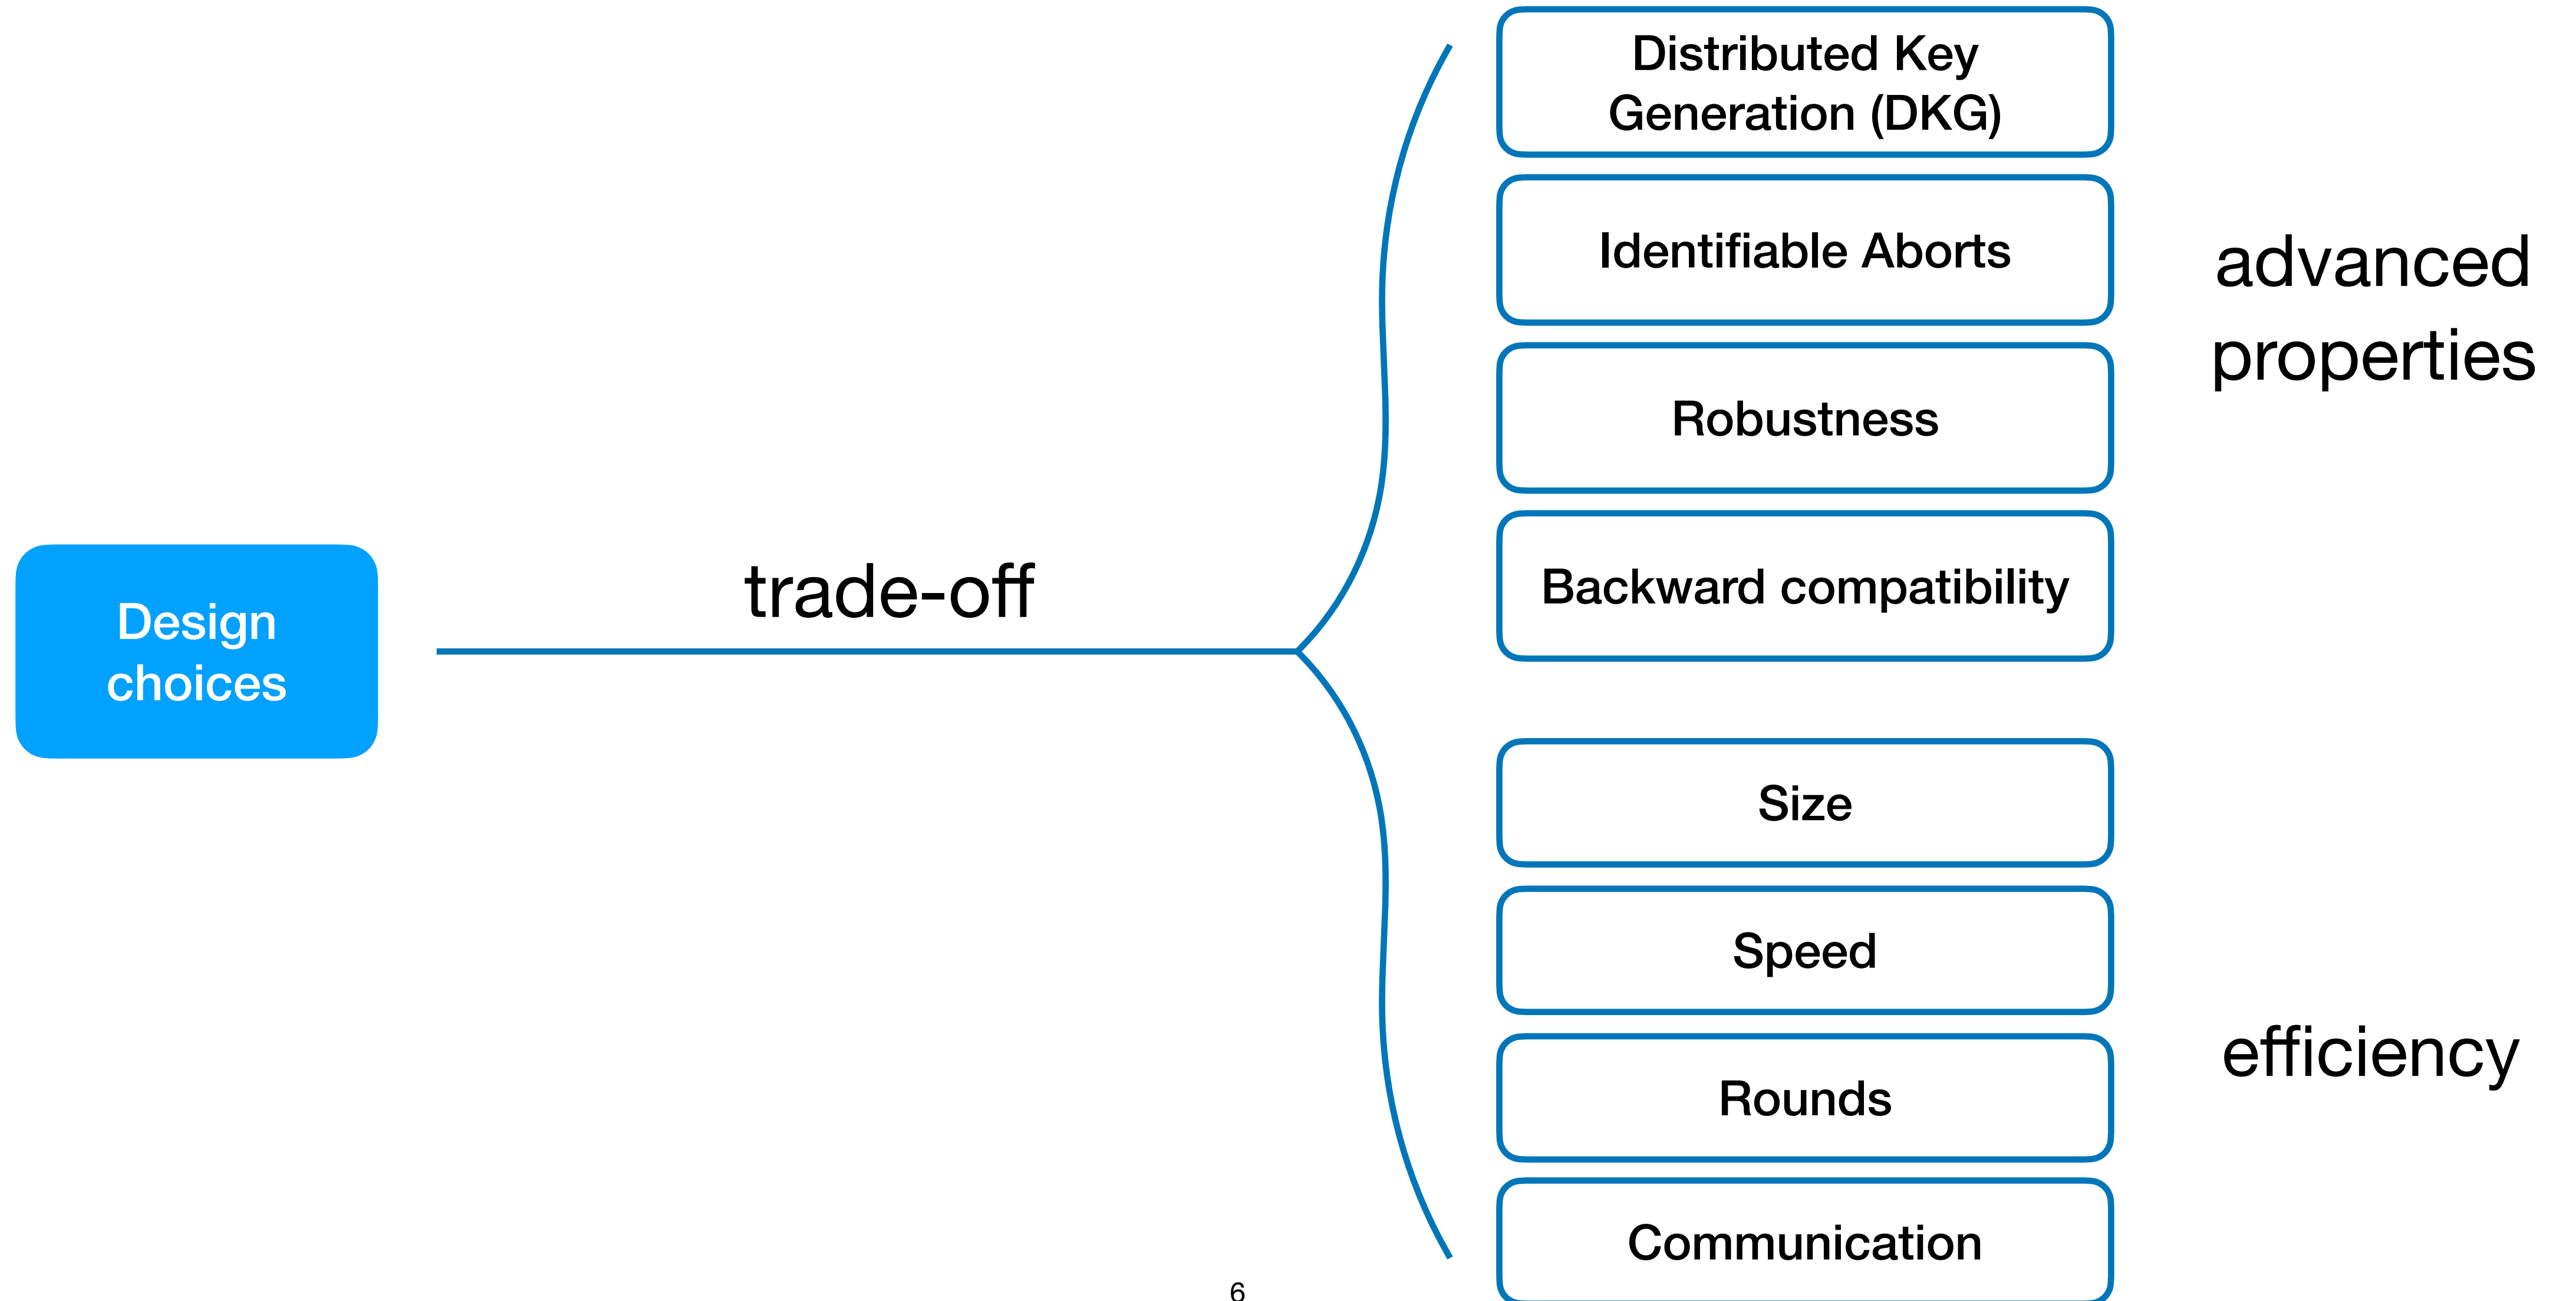 Design
choices
trade-off
Distributed Key
Generation (DKG)
Identifiable Aborts
Robustness
Backward compatibility
advanced
properties
Size
Speed
Rounds
Communication
efficiency
6